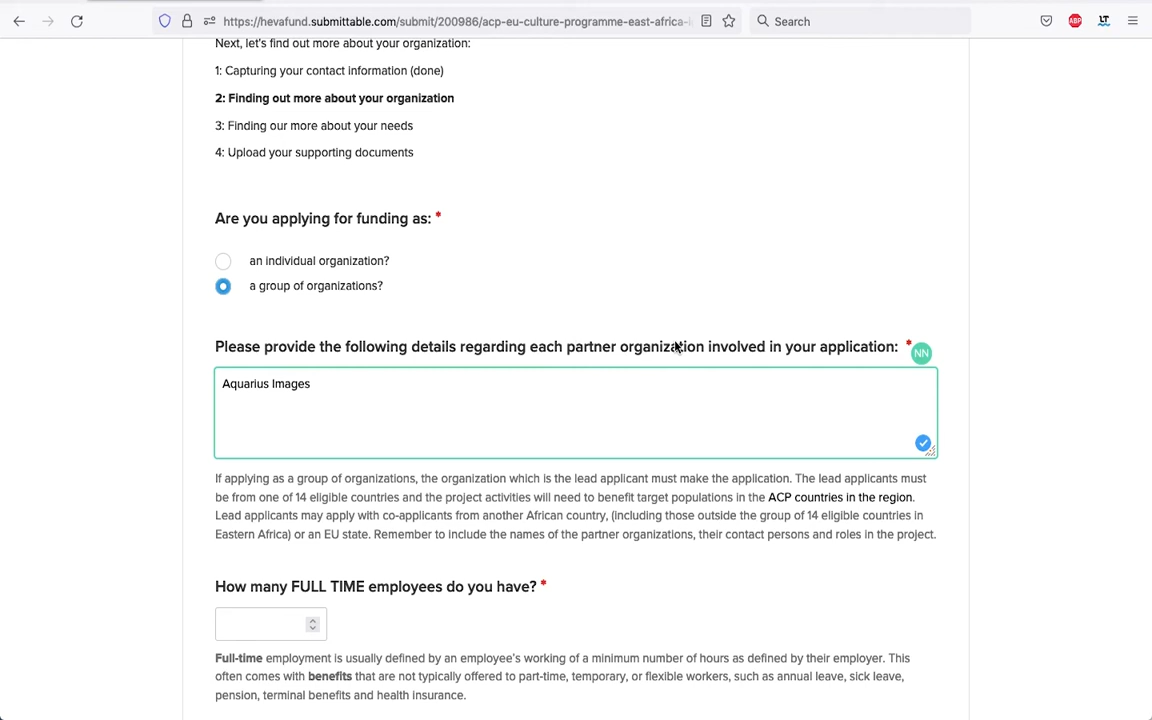 https://hevafund.submittable.com/submit/200986/acp-eu-culture-programme-east-africa-i
Search
ABP
LT
Next, let's find out more about your organization:
1: Capturing your contact information (done)
2: Finding out more about your organization
3: Finding our more about your needs
4: Upload your supporting documents
Are you applying for funding as: *
an individual organization?
a group of organizations?
Please provide the following details regarding each partner organization involved in your application: *
NN
Aquarius Images
If applying as a group of organizations, the organization which is the lead applicant must make the application. The lead applicants must
be from one of 14 eligible countries and the project activities will need to benefit target populations in the ACP countries in the region.
Lead applicants may apply with co-applicants from another African country, (including those outside the group of 14 eligible countries in
Eastern Africa) or an EU state. Remember to include the names of the partner organizations, their contact persons and roles in the project.
How many FULL TIME employees do you have? *
Full-time employment is usually defined by an employee's working of a minimum number of hours as defined by their employer. This
often comes with benefits that are not typically offered to part-time, temporary, or flexible workers, such as annual leave, sick leave,
pension, terminal benefits and health insurance.